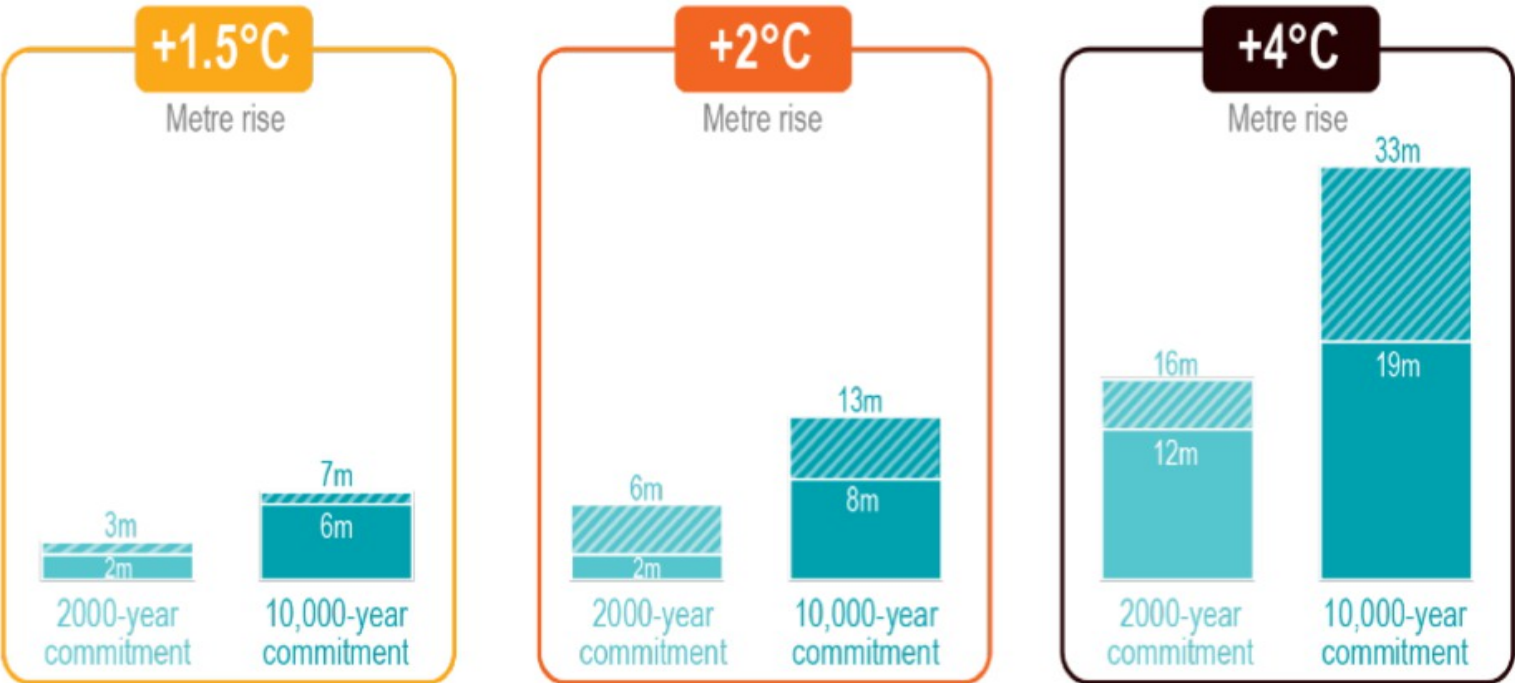 +1.5°C
Metre rise
3m
2m
7m
6m
2000-year
commitment
10,000-year
commitment
+2°C
Metre rise
6m
2m
13m
8m
2000-year
commitment
10,000-year
commitment
+4°C
Metre rise
16m
12m
33m
19m
2000-year
commitment
10,000-year
commitment